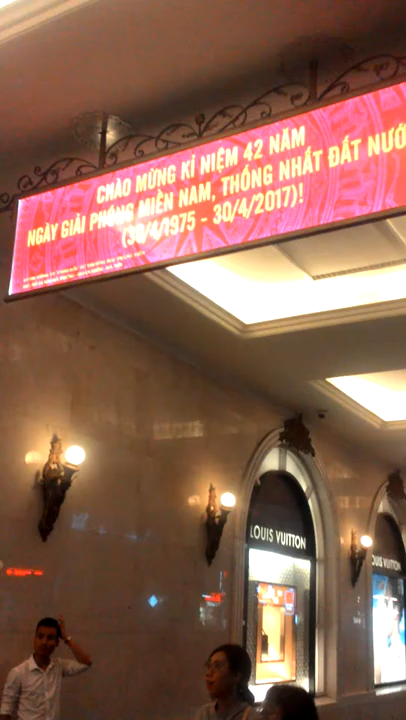 CHÀO MỪNG KỈ NIỆM 42 NĂM
NGÀY GIẢI PHÓNG MIỀN NAM, THỐNG NHẤT ĐẤT NƯỚ
(30/4/1975 - 30/4/2017)!
LOUIS VUITTON
LOUIS VUITTON